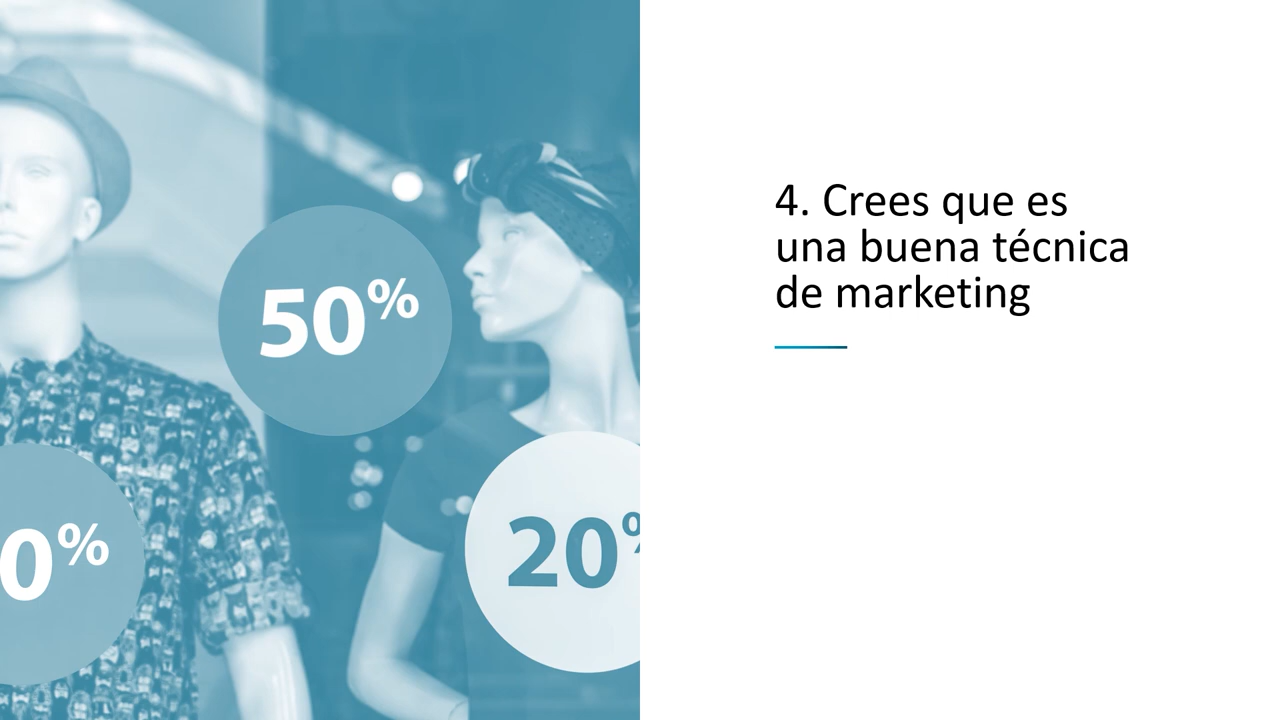 50%
0%
20%
4. Crees que es
una buena técnica
de marketing